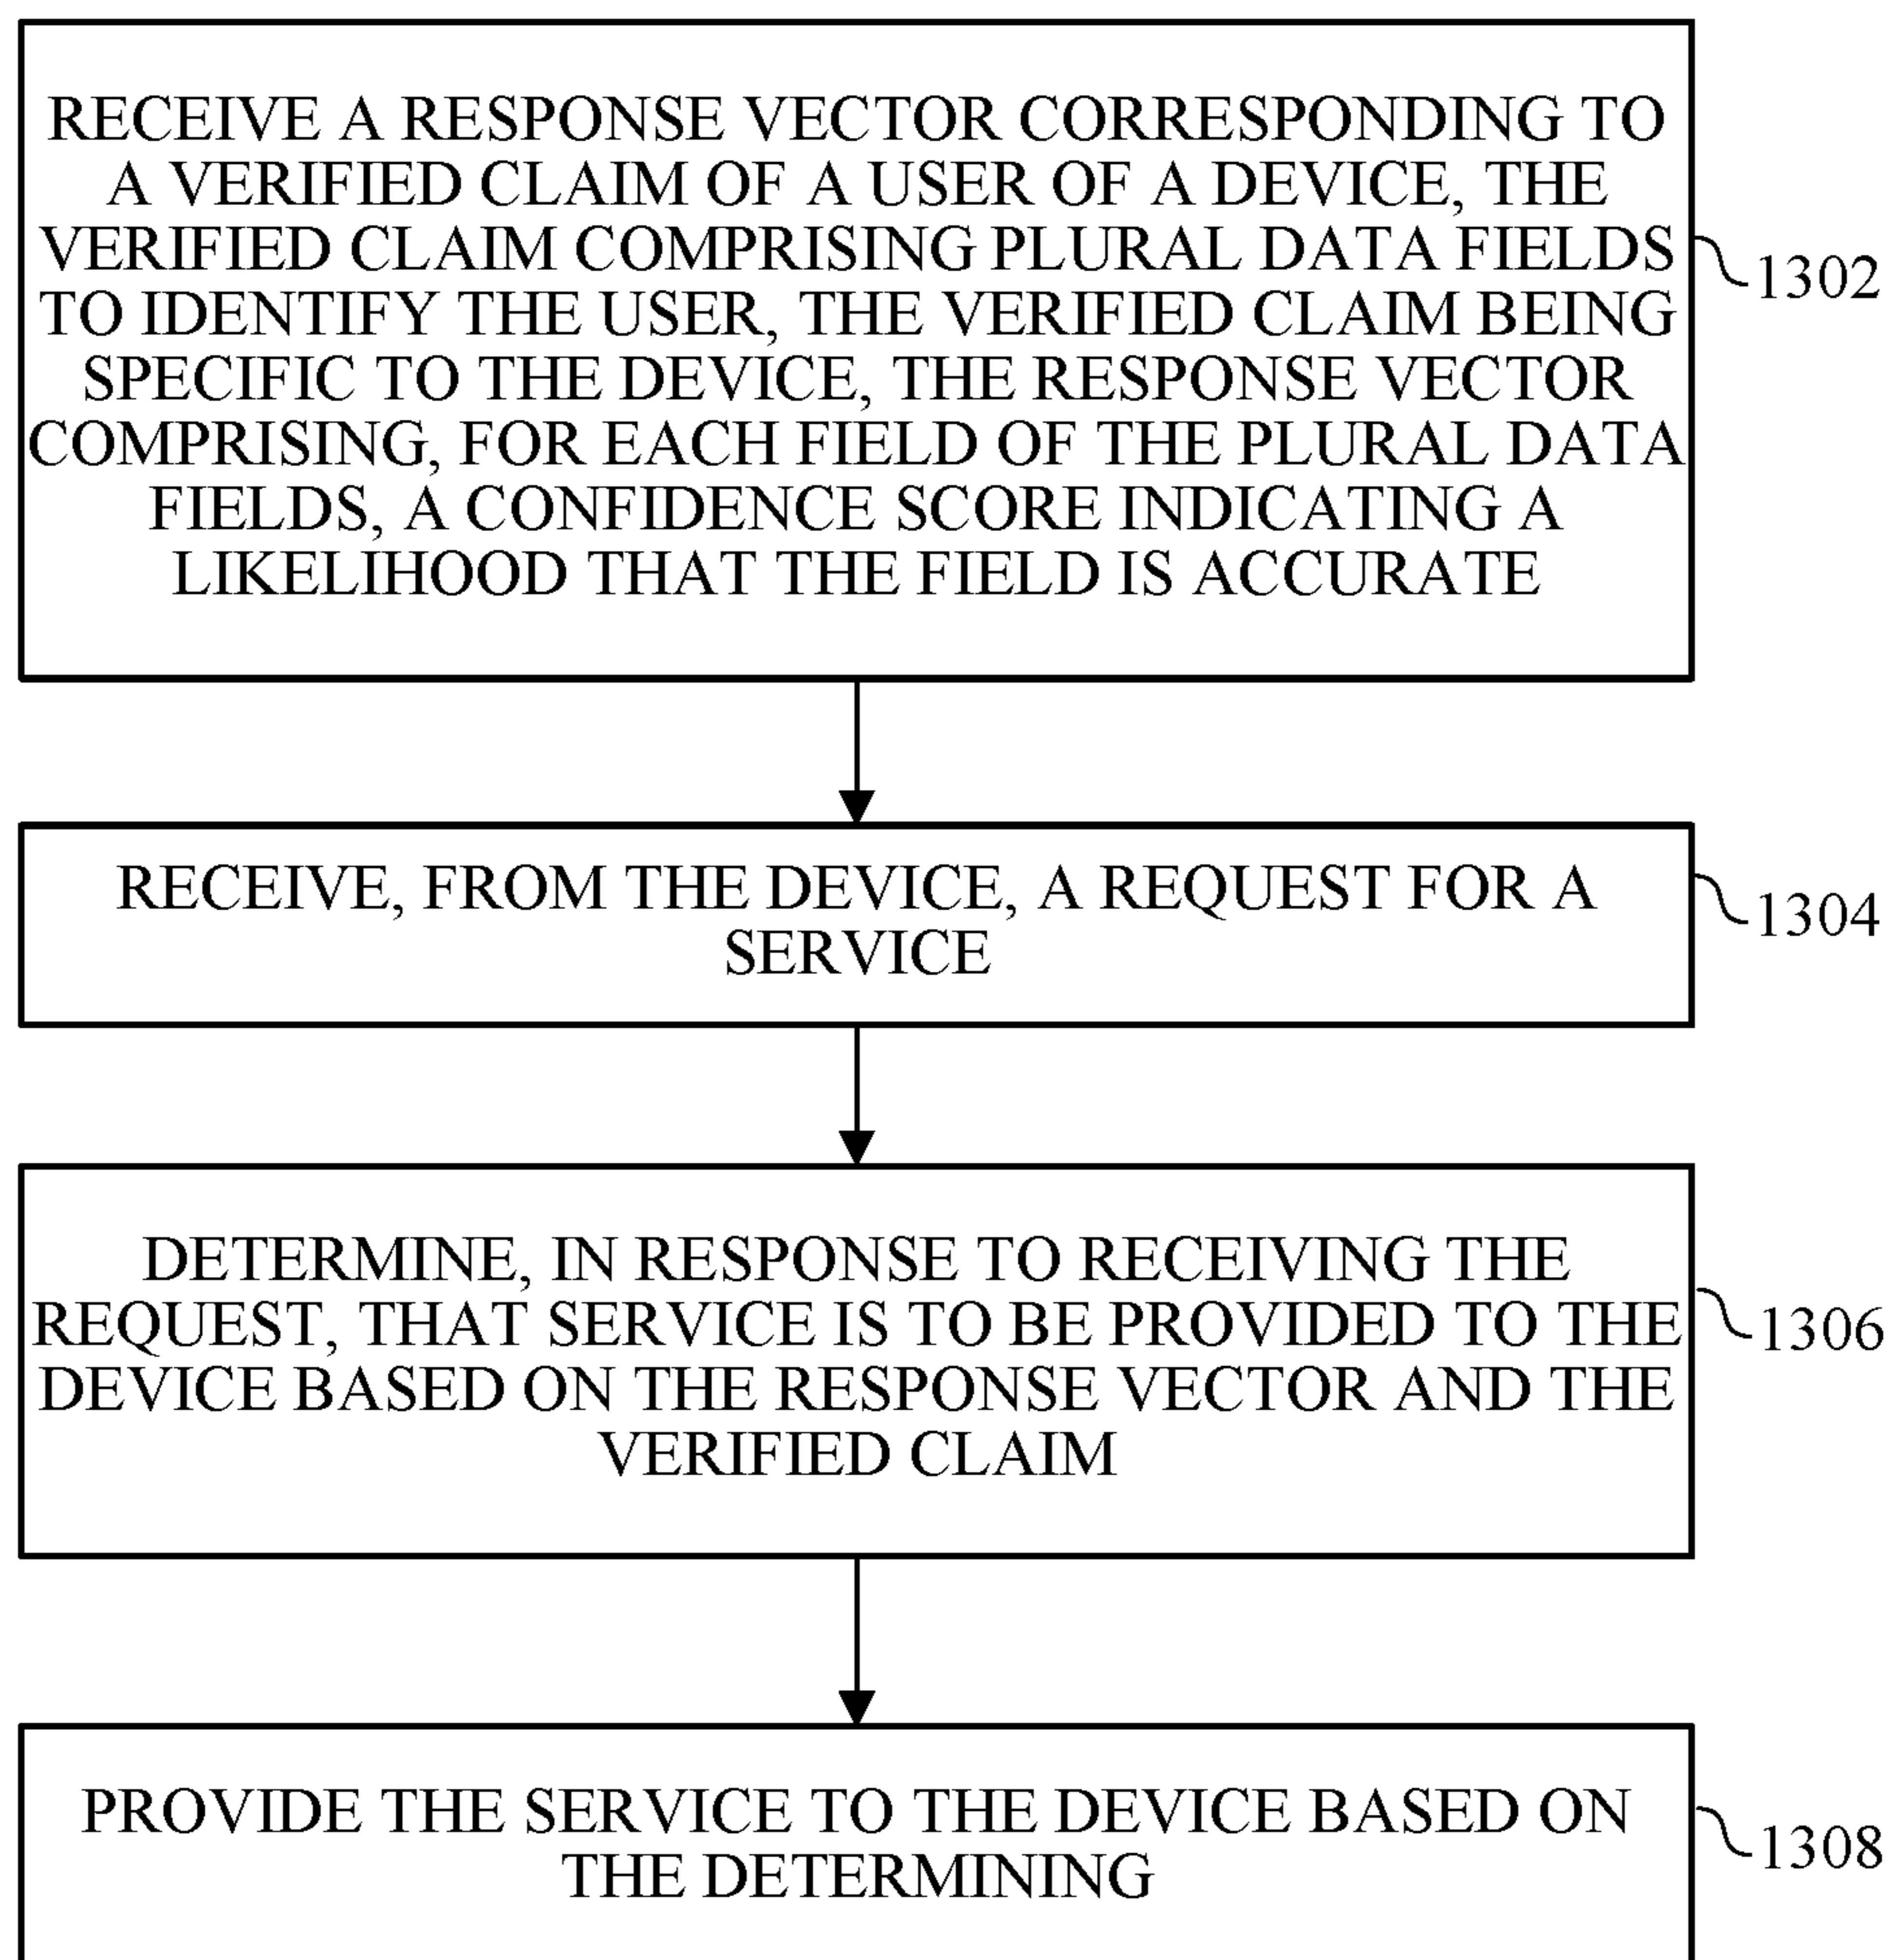 RECEIVE A RESPONSE VECTOR CORRESPONDING TO
A VERIFIED CLAIM OF A USER OF A DEVICE, THE
VERIFIED CLAIM COMPRISING PLURAL DATA FIELDS
TO IDENTIFY THE USER, THE VERIFIED CLAIM BEING
SPECIFIC TO THE DEVICE, THE RESPONSE VECTOR
COMPRISING, FOR EACH FIELD OF THE PLURAL DATA
FIELDS, A CONFIDENCE SCORE INDICATING A
LIKELIHOOD THAT THE FIELD IS ACCURATE
1302
RECEIVE, FROM THE DEVICE, A REQUEST FOR A
SERVICE
1304
DETERMINE, IN RESPONSE TO RECEIVING THE
REQUEST, THAT SERVICE IS TO BE PROVIDED TO THE
DEVICE BASED ON THE RESPONSE VECTOR AND THE
VERIFIED CLAIM
1306
PROVIDE THE SERVICE TO THE DEVICE BASED ON
THE DETERMINING
1308